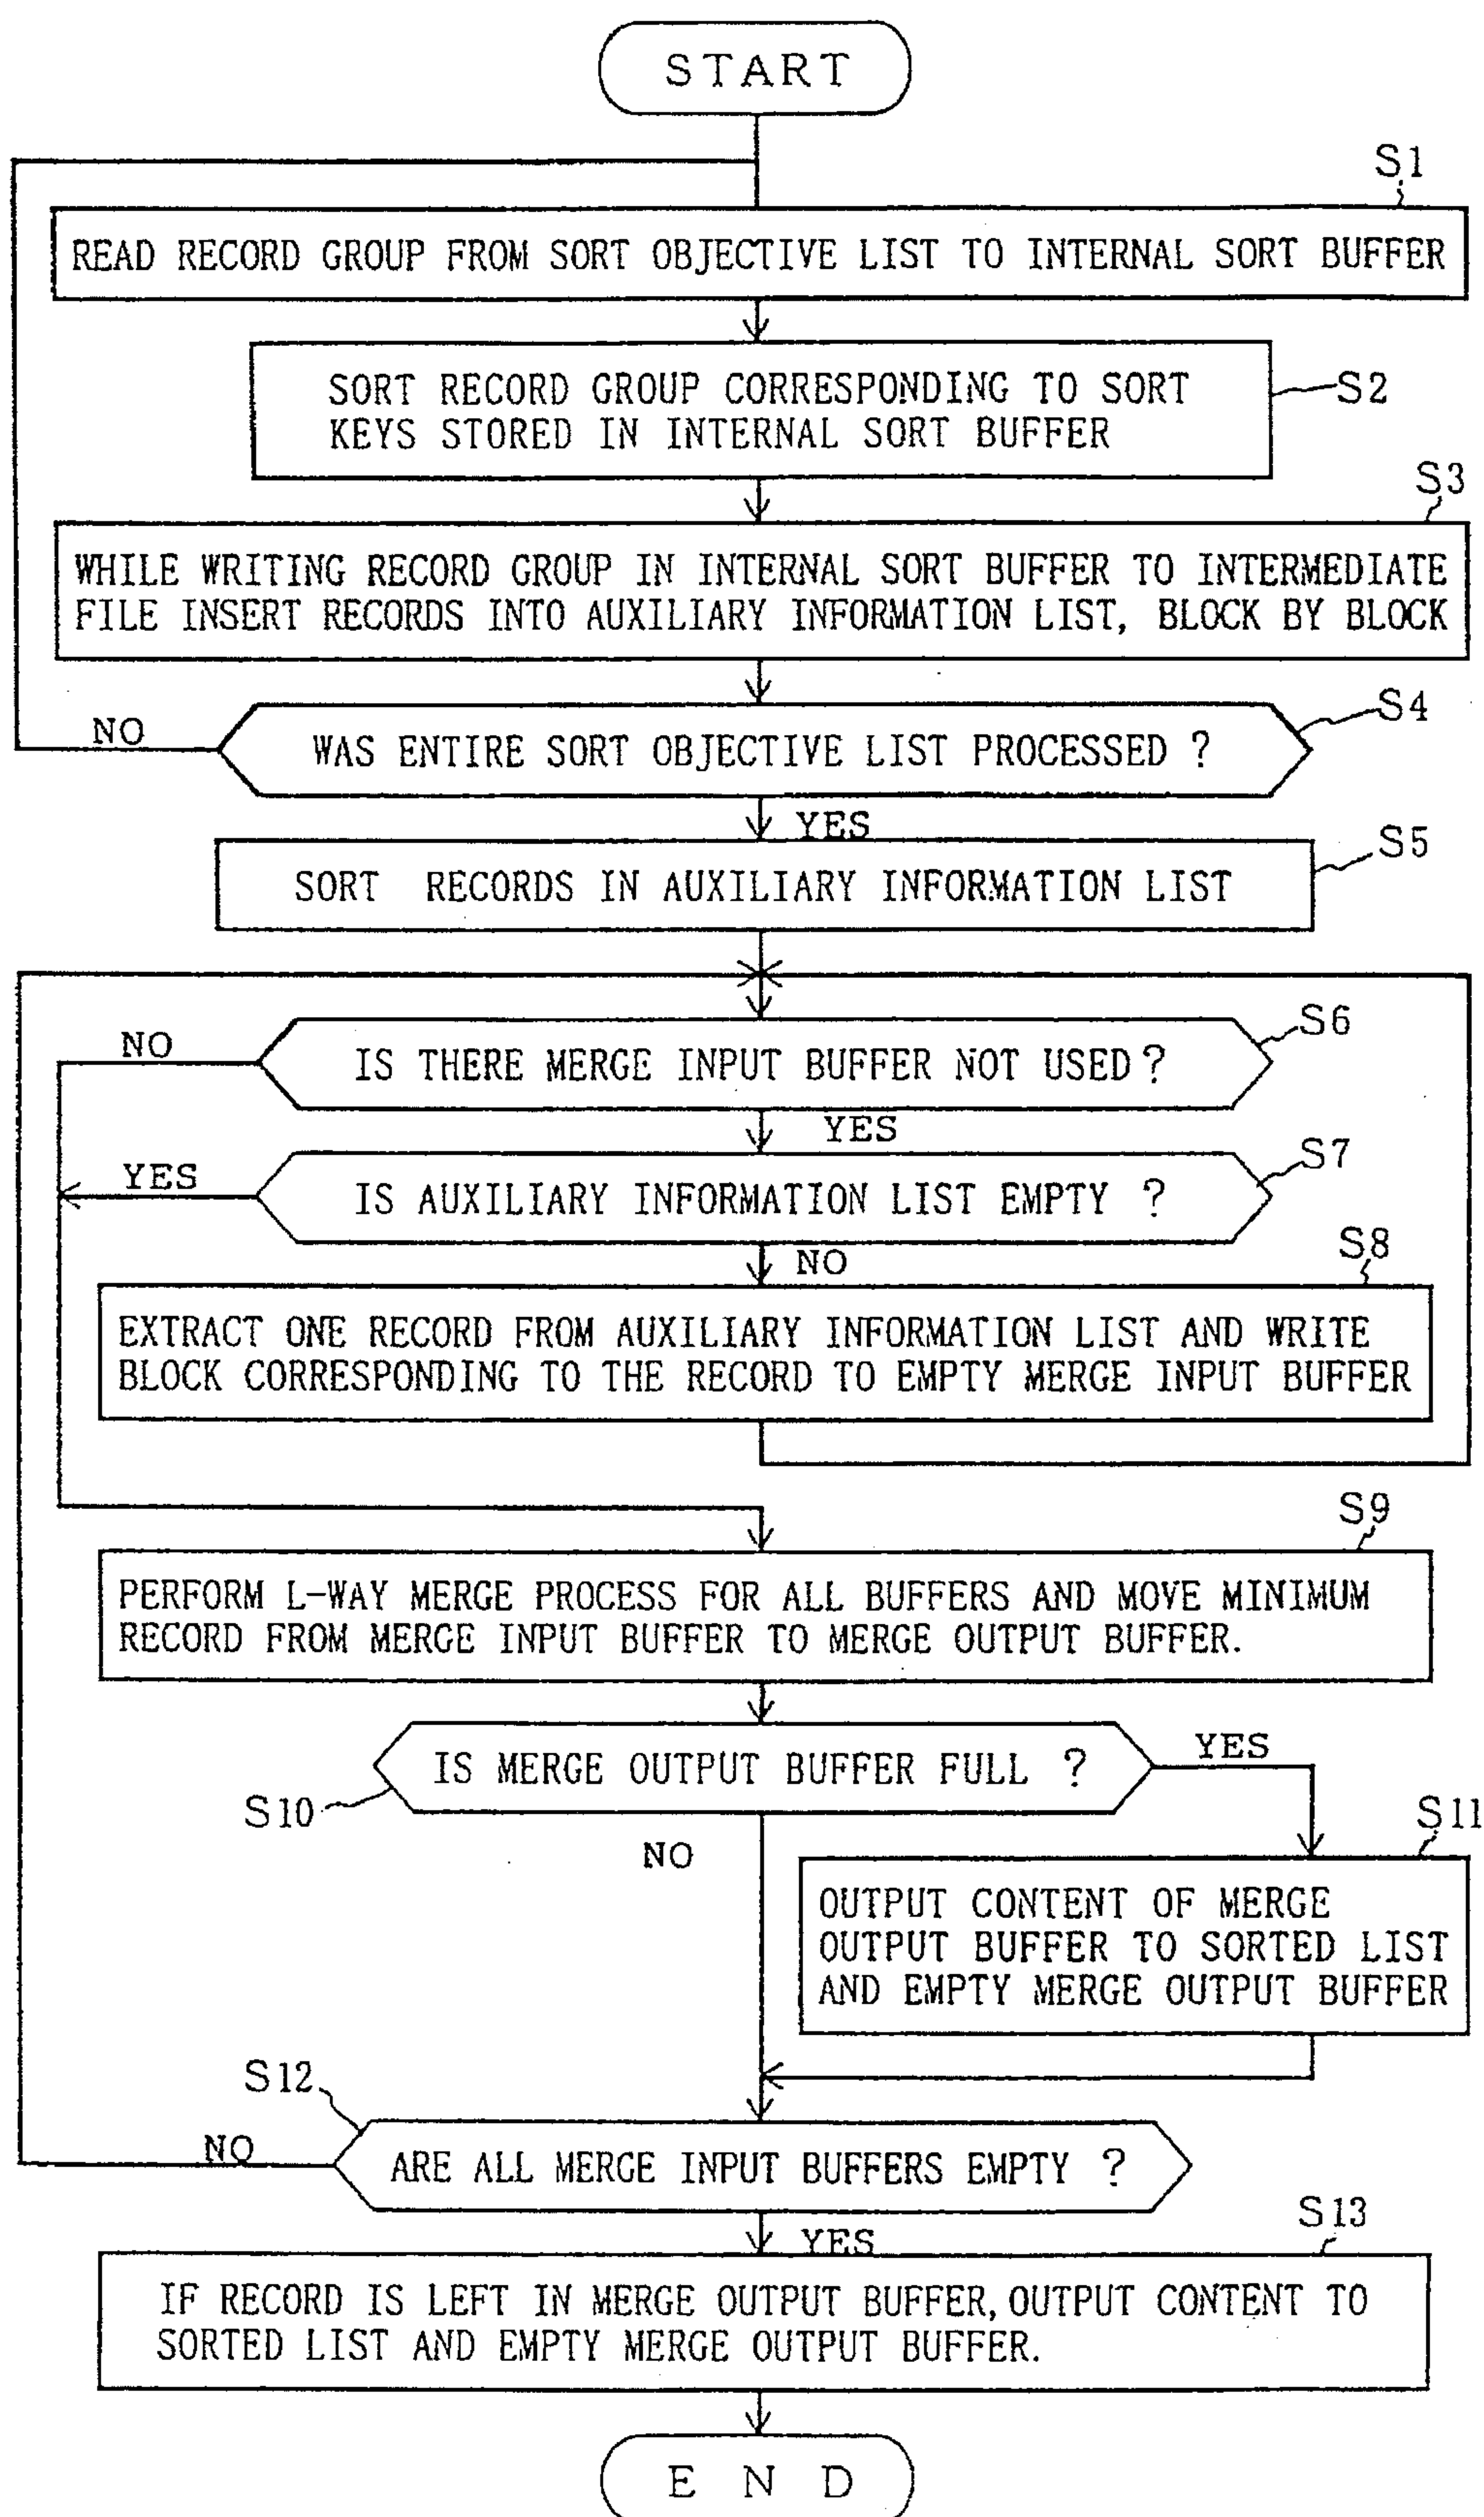 START
S1
READ RECORD GROUP FROM SORT OBJECTIVE LIST TO INTERNAL SORT BUFFER
SORT RECORD GROUP CORRESPONDING TO SORT
KEYS STORED IN INTERNAL SORT BUFFER
S2
S3
WHILE WRITING RECORD GROUP IN INTERNAL SORT BUFFER TO INTERMEDIATE
FILE INSERT RECORDS INTO AUXILIARY INFORMATION LIST, BLOCK BY BLOCK
S4
NO
WAS ENTIRE SORT OBJECTIVE LIST PROCESSED ?
YES
S5
SORT RECORDS IN AUXILIARY INFORMATION LIST
S6
NO
IS THERE MERGE INPUT BUFFER NOT USED ?
YES
S7
YES
IS AUXILIARY INFORMATION LIST EMPTY ?
NO
S8
EXTRACT ONE RECORD FROM AUXILIARY INFORMATION LIST AND WRITE
BLOCK CORRESPONDING TO THE RECORD TO EMPTY MERGE INPUT BUFFER
S9
PERFORM L-WAY MERGE PROCESS FOR ALL BUFFERS AND MOVE MINIMUM
RECORD FROM MERGE INPUT BUFFER TO MERGE OUTPUT BUFFER.
IS MERGE OUTPUT BUFFER FULL ?
YES
S10
S11
NO
OUTPUT CONTENT OF MERGE
OUTPUT BUFFER TO SORTED LIST
AND EMPTY MERGE OUTPUT BUFFER
S12
NO
ARE ALL MERGE INPUT BUFFERS EMPTY ?
YES
S13
IF RECORD IS LEFT IN MERGE OUTPUT BUFFER, OUTPUT CONTENT TO
SORTED LIST AND EMPTY MERGE OUTPUT BUFFER.
END